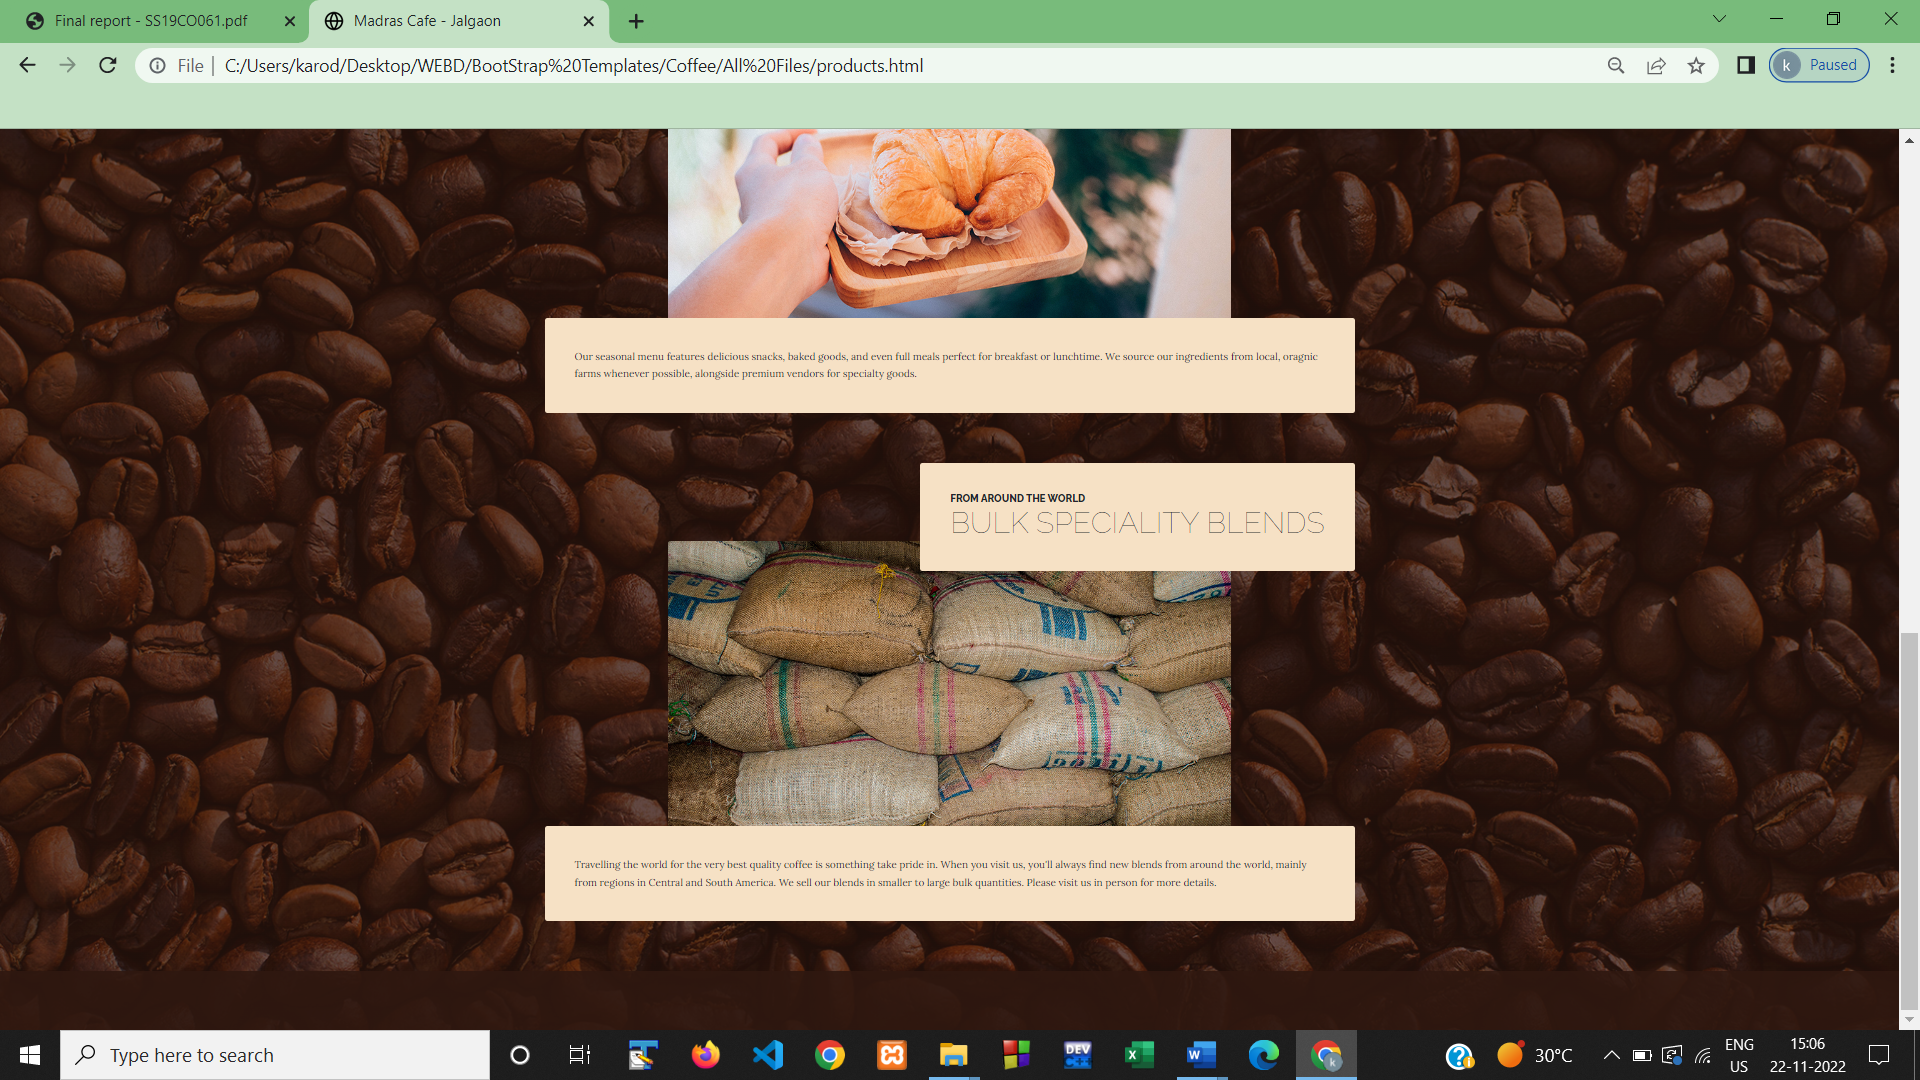 Final report - SS19CO061.pdf
Madras Cafe - Jalgaon
File
C:/Users/karod/Desktop/WEBD/BootStrap%20Templates/Coffee/All%20Files/products.html
k
Paused
Our seasonal menu features delicious snacks, baked goods, and even full meals perfect for breakfast or lunchtime. We source our ingredients from local, oragnic
farms whenever possible, alongside premium vendors for specialty goods.
FROM AROUND THE WORLD
BULK SPECIALITY BLENDS
Travelling the world for the very best quality coffee is something take pride in. When you visit us, you'll always find new blends from around the world, mainly
from regions in Central and South America. We sell our blends in smaller to large bulk quantities. Please visit us in person for more details.
Type here to search
DEV
C++
30°C
ENG
US
15:06
22-11-2022